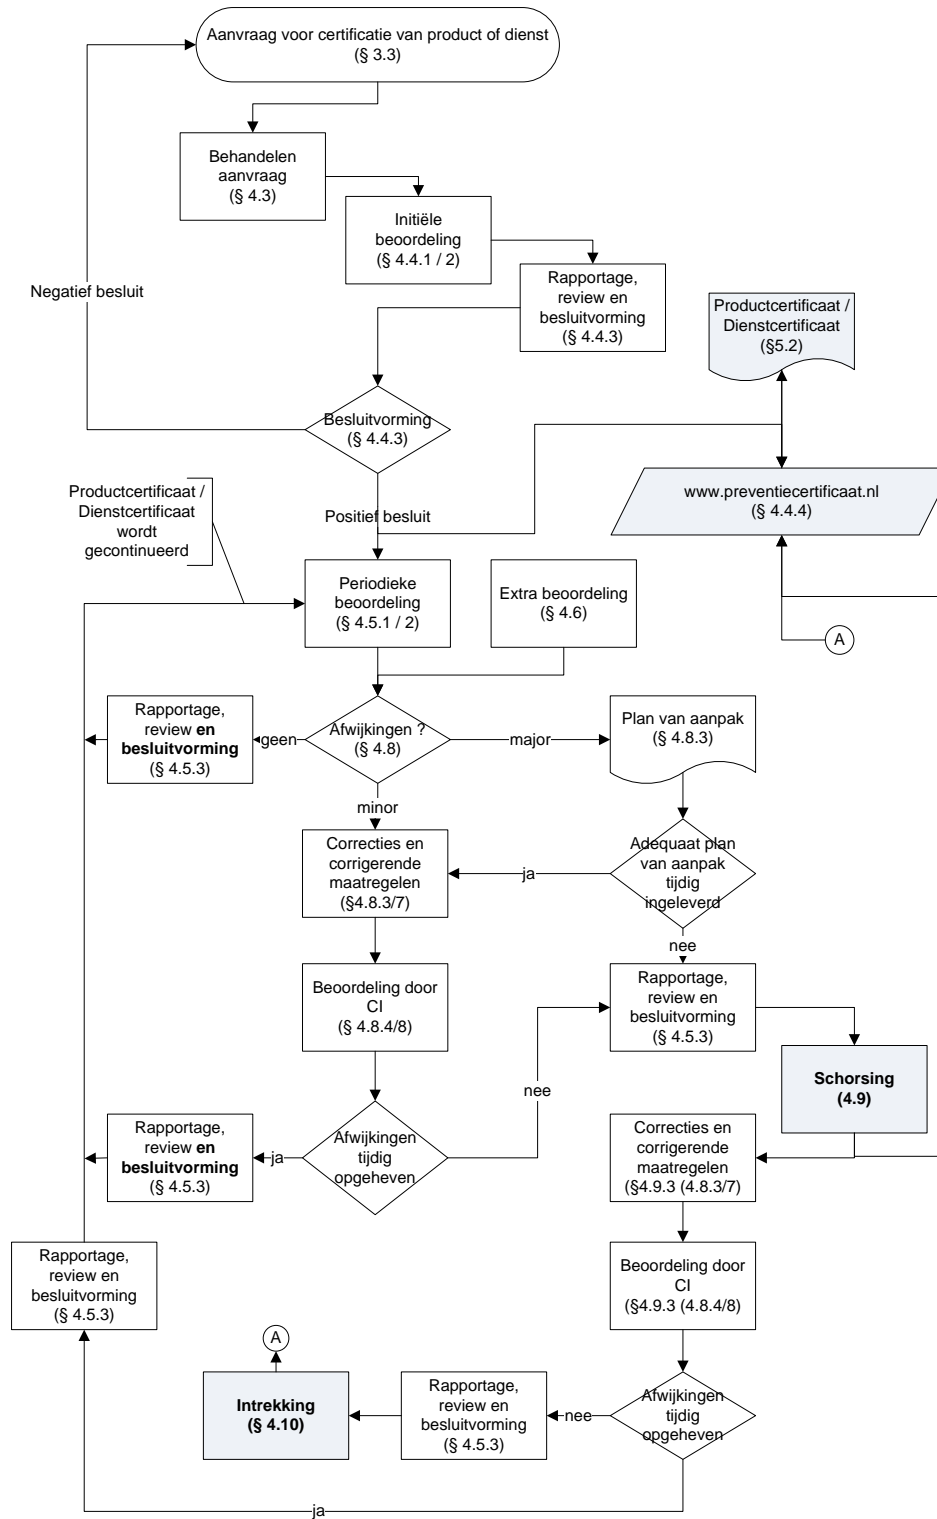 Aanvraag voor certificatie van product of dienst
(§ 3.3)
Behandelen
aanvraag
(§ 4.3)
Initiële
beoordeling
(§ 4.4.1 / 2)
Rapportage,
review en
besluitvorming
(§ 4.4.3)
Negatief besluit
Productcertificaat /
Dienstcertificaat
(§5.2)
Besluitvorming
(§ 4.4.3)
www.preventiecertificaat.nl
(§ 4.4.4)
Productcertificaat /
Dienstcertificaat
wordt
gecontinueerd
Positief besluit
Periodieke
beoordeling
(§ 4.5.1 / 2)
Extra beoordeling
(§ 4.6)
A
Rapportage,
review en
besluitvorming
(§ 4.5.3)
geen
Afwijkingen ?
(§ 4.8)
major
Plan van aanpak
(§ 4.8.3)
minor
Correcties en
corrigerende
maatregelen
(§4.8.3/7)
ja
Adequaat plan
van aanpak
tijdig
ingeleverd
nee
Beoordeling door
CI
(§ 4.8.4/8)
Rapportage,
review en
besluitvorming
(§ 4.5.3)
Schorsing
(4.9)
nee
Rapportage,
review en
besluitvorming
(§ 4.5.3)
ja
Afwijkingen
tijdig
opgeheven
Correcties en
corrigerende
maatregelen
(§4.9.3 (4.8.3/7)
Rapportage,
review en
besluitvorming
(§ 4.5.3)
Beoordeling door
CI
(§4.9.3 (4.8.4/8)
A
Intrekking
(§ 4.10)
Rapportage,
review en
besluitvorming
(§ 4.5.3)
nee
Afwijkingen
tijdig
opgeheven
ja